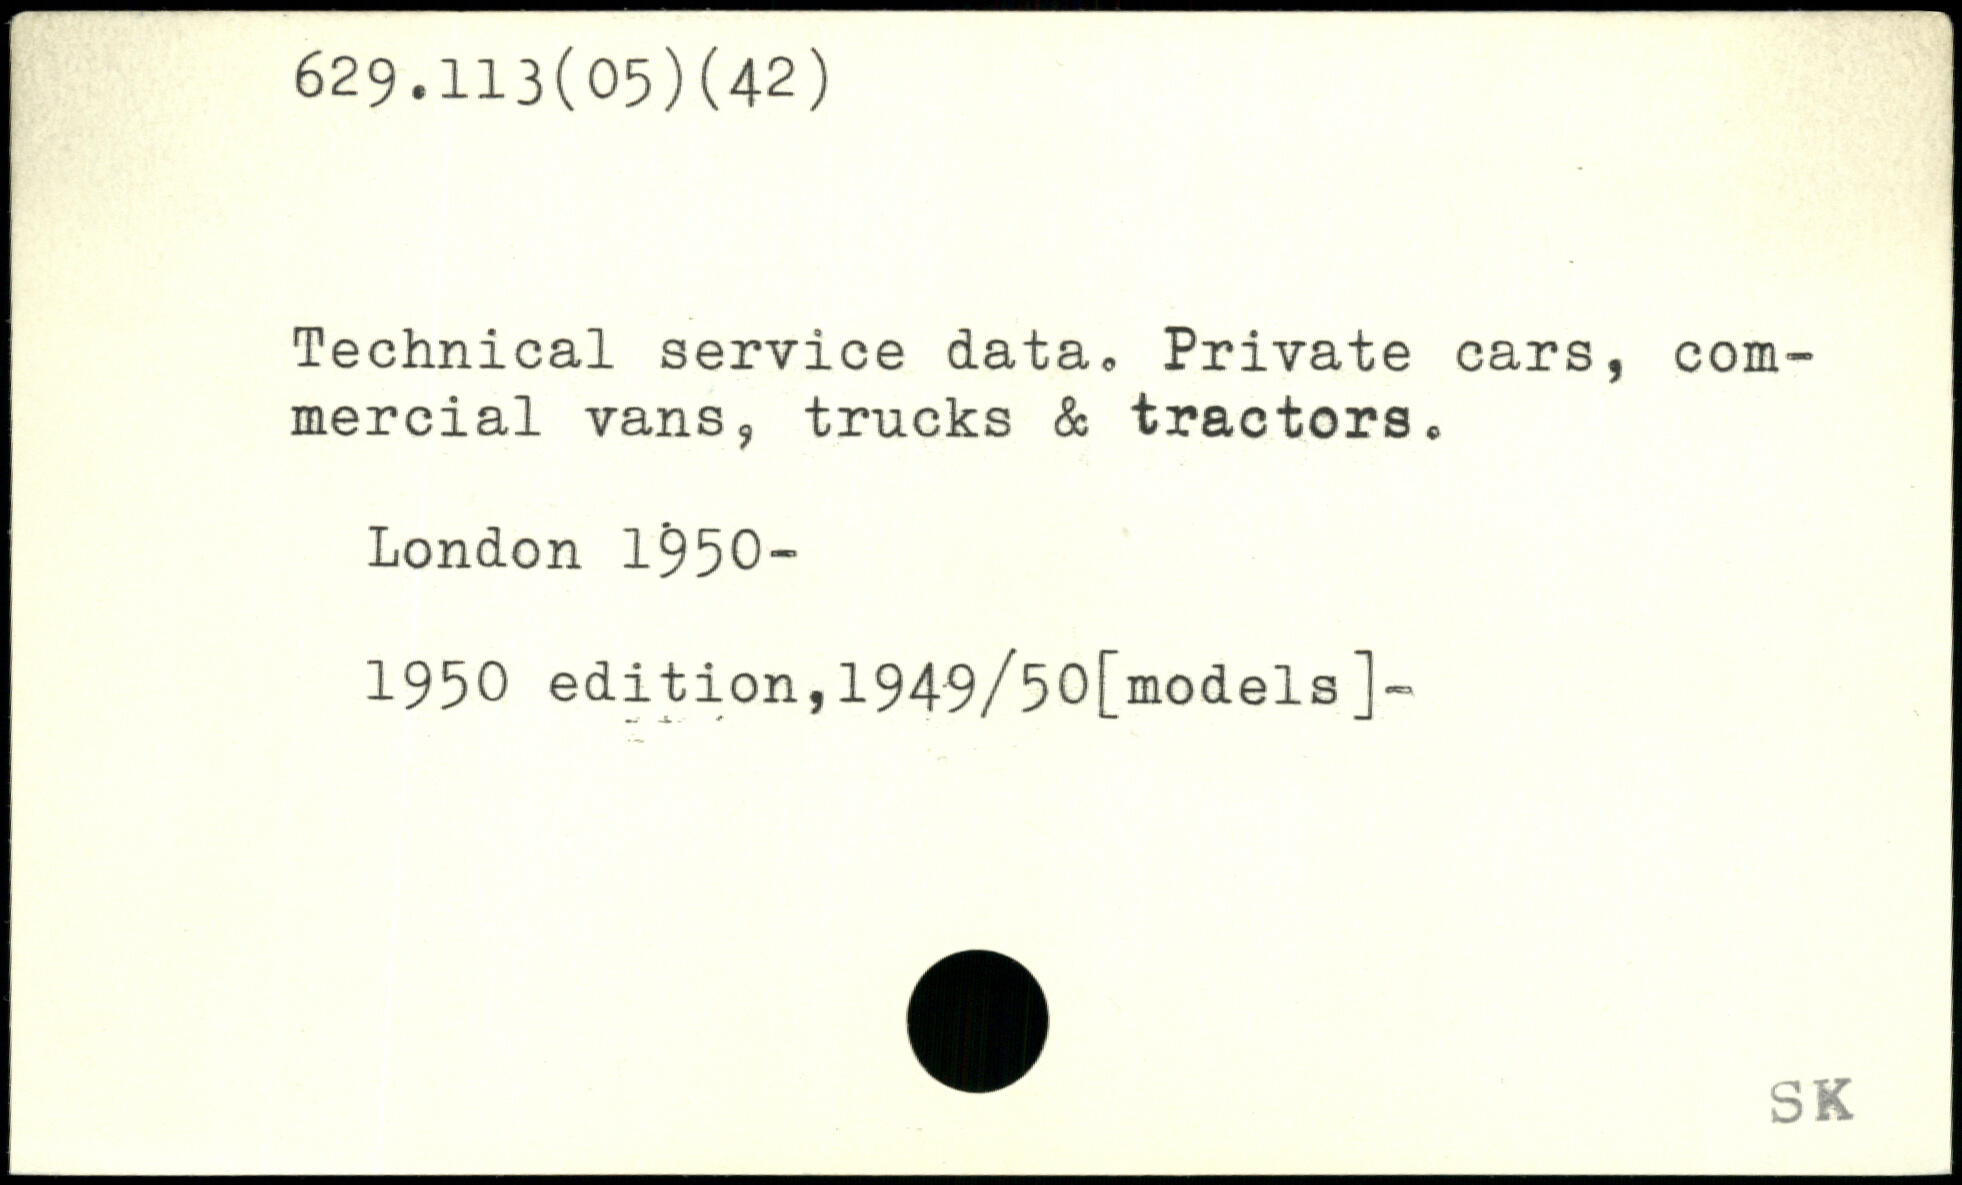 629.113(05)(42)
Technical service data. Private cars, com-
mercial vans, trucks & tractors.
London 1950-
1950 edition,1949/50[models]-
SK